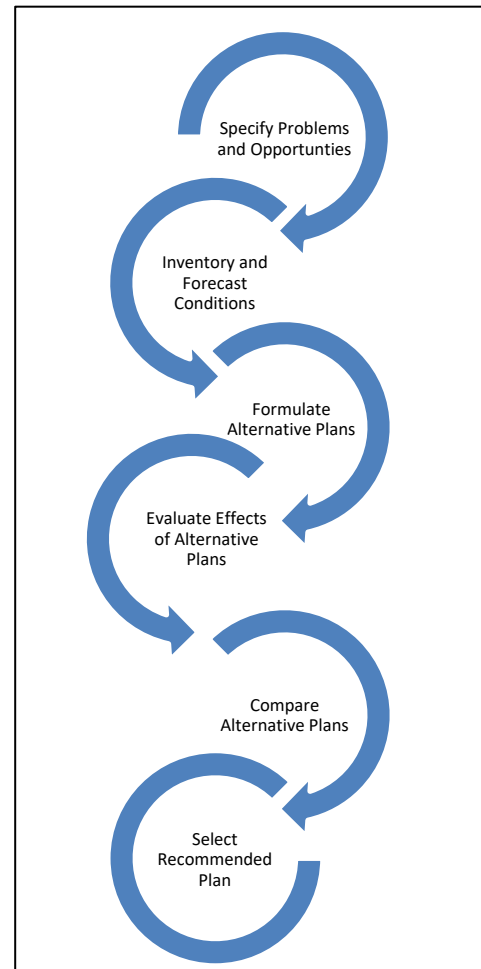 Specify Problems
and Opportunties
Inventory and
Forecast
Conditions
Formulate
Alternative Plans
Evaluate Effects
of Alternative
Plans
Compare
Alternative Plans
Select
Recommended
Plan